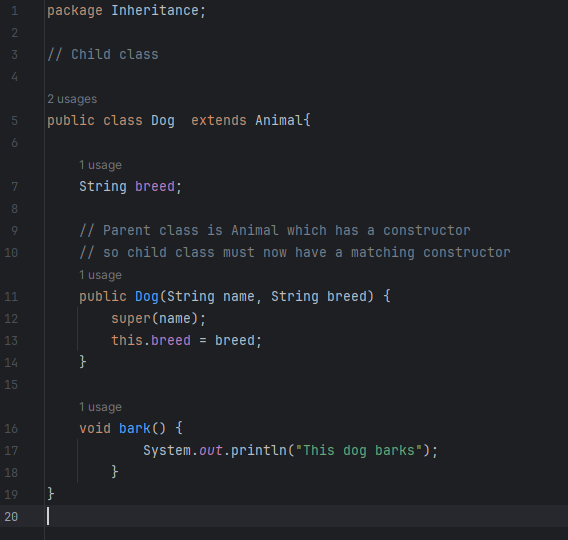 1 package Inheritance;
2
3 // Child class
4
2 usages
5 public class Dog  extends Animal{
6
1 usage
7 String breed;
8
9 // Parent class is Animal which has a constructor
10 // so child class must now have a matching constructor
1 usage
11 public Dog(String name, String breed) {
12 super(name);
13 this.breed = breed;
14 }
15
1 usage
16 void bark() {
17 System.out.println("This dog barks");
18 }
19 }
20